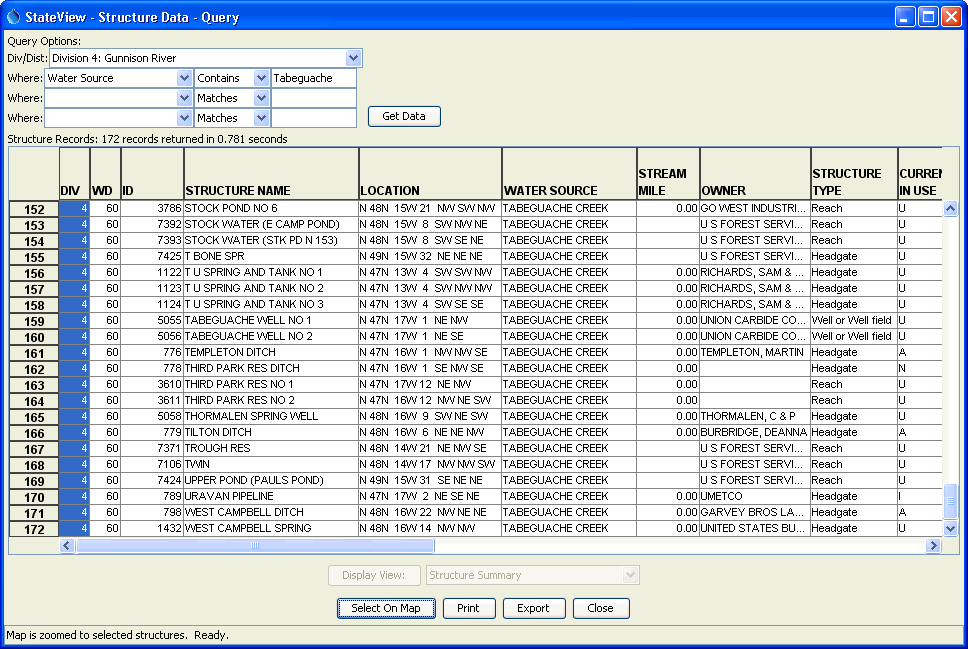 StateView - Structure Data - Query
Query Options:
Div/Dist: Division 4: Gunnison River
Where: Water Source Contains Tabeguache
Where: Matches
Where: Matches Get Data
Structure Records: 172 records returned in 0.781 seconds
DIV WD ID STRUCTURE NAME LOCATION WATER SOURCE STREAM MILE OWNER STRUCTURE TYPE CURREN IN USE
152 4 60 3786 STOCK POND NO 6 N 48N 15W 21 NW SW NW TABEGUACHE CREEK 0.00 GO WEST INDUSTRI... Reach U
153 4 60 7392 STOCK WATER (E CAMP POND) N 48N 15W 8 SW NW NE TABEGUACHE CREEK U S FOREST SERVI... Reach U
154 4 60 7393 STOCK WATER (STK PD N 153) N 48N 15W 8 SW SE NE TABEGUACHE CREEK U S FOREST SERVI... Reach U
155 4 60 7425 T BONE SPR N 49N 15W 32 NE NE NE TABEGUACHE CREEK U S FOREST SERVI... Headgate U
156 4 60 1122 T U SPRING AND TANK NO 1 N 47N 13W 4 SW SW NW TABEGUACHE CREEK 0.00 RICHARDS, SAM & ... Headgate U
157 4 60 1123 T U SPRING AND TANK NO 2 N 47N 13W 4 SW NW NW TABEGUACHE CREEK 0.00 RICHARDS, SAM & ... Headgate U
158 4 60 1124 T U SPRING AND TANK NO 3 N 47N 13W 4 SW SE SE TABEGUACHE CREEK 0.00 RICHARDS, SAM & ... Headgate U
159 4 60 5055 TABEGUACHE WELL NO 1 N 47N 17W 1 NE NW TABEGUACHE CREEK 0.00 UNION CARBIDE CO... Well or Well field U
160 4 60 5056 TABEGUACHE WELL NO 2 N 47N 17W 1 NE SE TABEGUACHE CREEK 0.00 UNION CARBIDE CO... Well or Well field U
161 4 60 776 TEMPLETON DITCH N 47N 16W 1 NW NW SE TABEGUACHE CREEK 0.00 TEMPLETON, MARTIN Headgate A
162 4 60 778 THIRD PARK RES DITCH N 47N 16W 1 SE NW SE TABEGUACHE CREEK 0.00 Headgate N
163 4 60 3610 THIRD PARK RES NO 1 N 47N 17W 12 NE NW TABEGUACHE CREEK 0.00 Reach U
164 4 60 3611 THIRD PARK RES NO 2 N 47N 16W 12 NW NE SW TABEGUACHE CREEK 0.00 Reach U
165 4 60 5058 THORMALEN SPRING WELL N 48N 16W 9 SW NE SW TABEGUACHE CREEK 0.00 THORMALEN, C & P Headgate U
166 4 60 779 TILTON DITCH N 48N 16W 6 NE NE NW TABEGUACHE CREEK 0.00 BURBRIDGE, DEANNA Headgate A
167 4 60 7371 TROUGH RES N 48N 14W 21 NE NW SE TABEGUACHE CREEK U S FOREST SERVI... Reach U
168 4 60 7106 TWIN N 48N 14W 17 NW NW SW TABEGUACHE CREEK U S FOREST SERVI... Reach U
169 4 60 7424 UPPER POND (PAULS POND) N 49N 15W 31 SE NE NE TABEGUACHE CREEK U S FOREST SERVI... Reach U
170 4 60 789 URAVAN PIPELINE N 47N 17W 2 NE SE NE TABEGUACHE CREEK 0.00 UMETCO Headgate I
171 4 60 798 WEST CAMPBELL DITCH N 48N 16W 22 NW NE NE TABEGUACHE CREEK 0.00 GARVEY BROS LA... Headgate A
172 4 60 1432 WEST CAMPBELL SPRING N 48N 16W 14 NW NW TABEGUACHE CREEK 0.00 UNITED STATES BU... Headgate U
Display View: Structure Summary
Select On Map Print Export Close
Map is zoomed to selected structures. Ready.